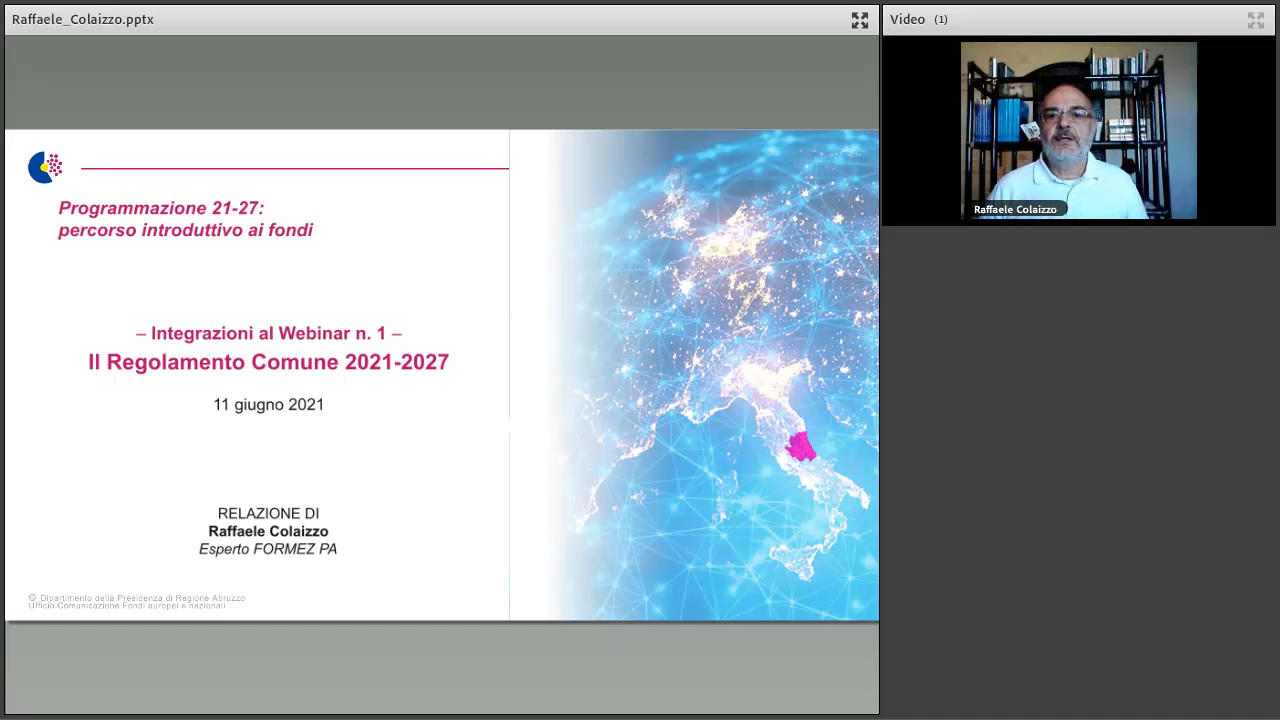 Raffaele_Colaizzo.pptx
Video (1)
Raffaele Colaizzo
Programmazione 21-27:
percorso introduttivo ai fondi
– Integrazioni al Webinar n. 1 –
Il Regolamento Comune 2021-2027
11 giugno 2021
RELAZIONE DI
Raffaele Colaizzo
Esperto FORMEZ PA
© Dipartimento della Presidenza di Regione Abruzzo
Ufficio Comunicazione Fondi europei e nazionali